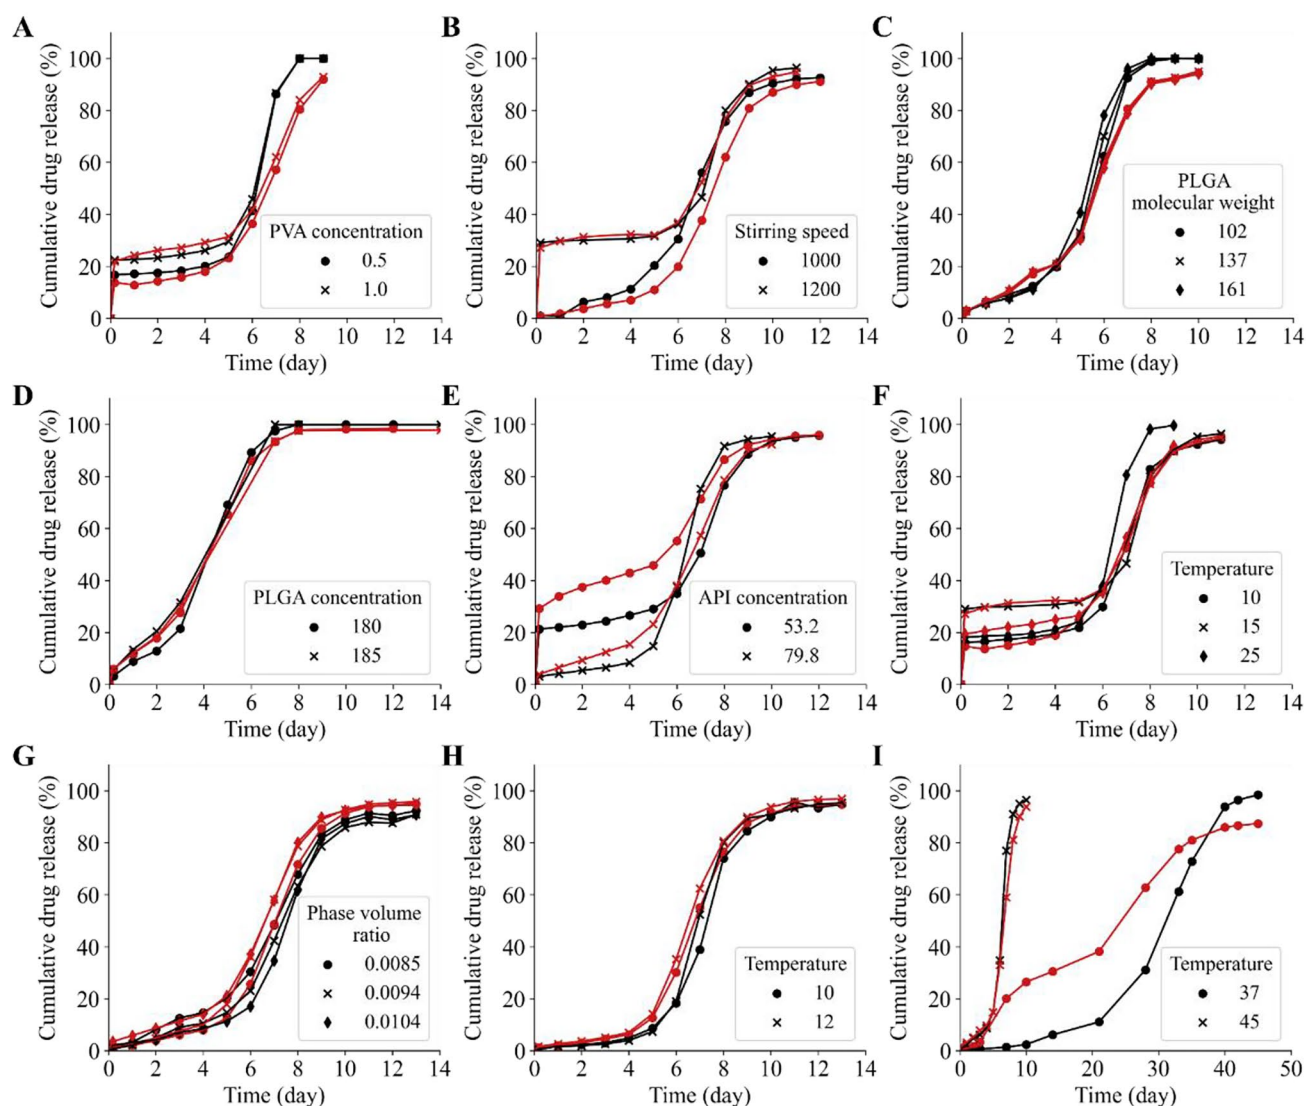 A
Cumulative drug release (%)
100
80
60
40
20
0
PVA concentration
0.5
1.0
0 2 4 6 8 10 12 14
Time (day)
B
Cumulative drug release (%)
100
80
60
40
20
0
Stirring speed
1000
1200
0 2 4 6 8 10 12 14
Time (day)
C
Cumulative drug release (%)
100
80
60
40
20
0
PLGA
molecular weight
102
137
161
0 2 4 6 8 10 12 14
Time (day)
D
Cumulative drug release (%)
100
80
60
40
20
0
PLGA concentration
180
185
0 2 4 6 8 10 12 14
Time (day)
E
Cumulative drug release (%)
100
80
60
40
20
0
API concentration
53.2
79.8
0 2 4 6 8 10 12 14
Time (day)
F
Cumulative drug release (%)
100
80
60
40
20
0
Temperature
10
15
25
0 2 4 6 8 10 12 14
Time (day)
G
Cumulative drug release (%)
100
80
60
40
20
0
Phase volume
ratio
0.0085
0.0094
0.0104
0 2 4 6 8 10 12 14
Time (day)
H
Cumulative drug release (%)
100
80
60
40
20
0
Temperature
10
12
0 2 4 6 8 10 12 14
Time (day)
I
Cumulative drug release (%)
100
80
60
40
20
0
Temperature
37
45
0 10 20 30 40 50
Time (day)